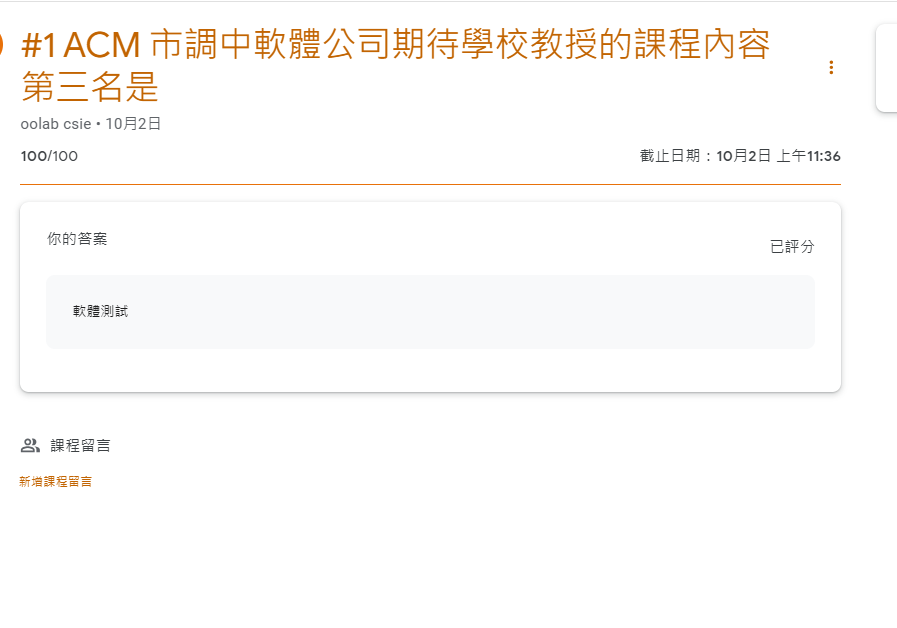 #1 ACM 市調中軟體公司期待學校教授的課程內容
第三名是
oolab csie • 10月2日
100/100
截止日期：10月2日 上午11:36
你的答案
已評分
軟體測試
課程留言
新增課程留言